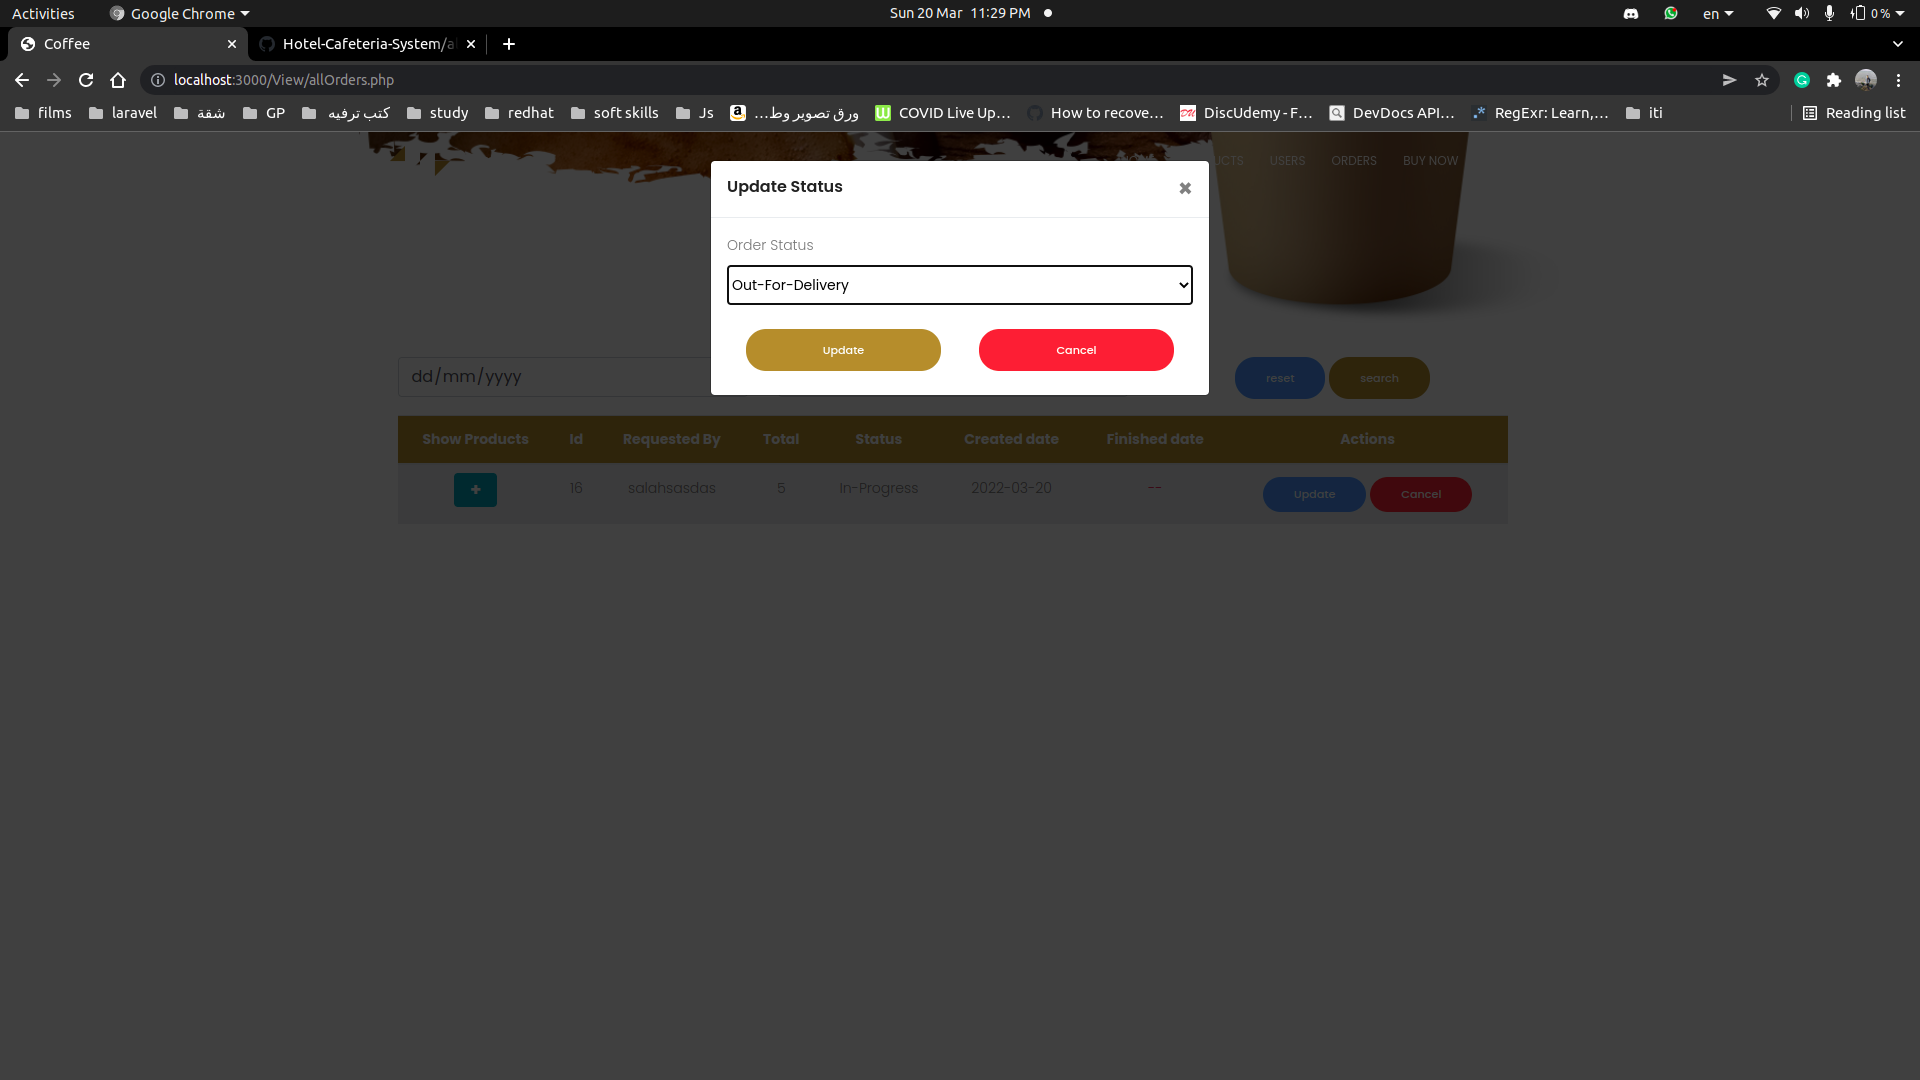 Activities
Google Chrome
Sun 20 Mar 11:29 PM
en
0 %
Coffee
Hotel-Cafeteria-System/a
localhost:3000/View/allOrders.php
films
laravel
شقة
GP
كتب ترفيه
study
redhat
soft skills
Js
ورق تصوير وط...
COVID Live Up...
How to recove...
DiscUdemy - F...
DevDocs API...
RegExr: Learn,...
iti
Reading list
UCTS
USERS
ORDERS
BUY NOW
Update Status
Order Status
Out-For-Delivery
Update
Cancel
dd/mm/yyyy
reset
search
Show Products
Id
Requested By
Total
Status
Created date
Finished date
Actions
+
16
salahsasdas
5
In-Progress
2022-03-20
--
Update
Cancel